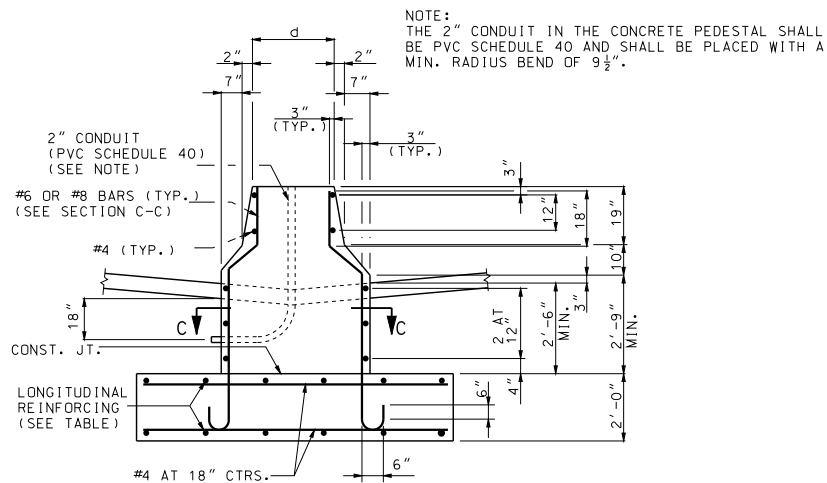 NOTE:
THE 2" CONDUIT IN THE CONCRETE PEDESTAL SHALL
BE PVC SCHEDULE 40 AND SHALL BE PLACED WITH A
MIN. RADIUS BEND OF 9½".
d
2"
2"
7"
7"
3"
(TYP.)
3"
(TYP.)
2" CONDUIT
(PVC SCHEDULE 40)
(SEE NOTE)
#6 OR #8 BARS (TYP.)
(SEE SECTION C-C)
#4 (TYP.)
3"
12"
18"
19"
10"
3"
18"
C
C
2 AT
12"
2'-6"
MIN.
2'-9"
MIN.
CONST. JT.
4"
LONGITUDINAL
REINFORCING
(SEE TABLE)
6"
2'-0"
#4 AT 18" CTRS.
6"